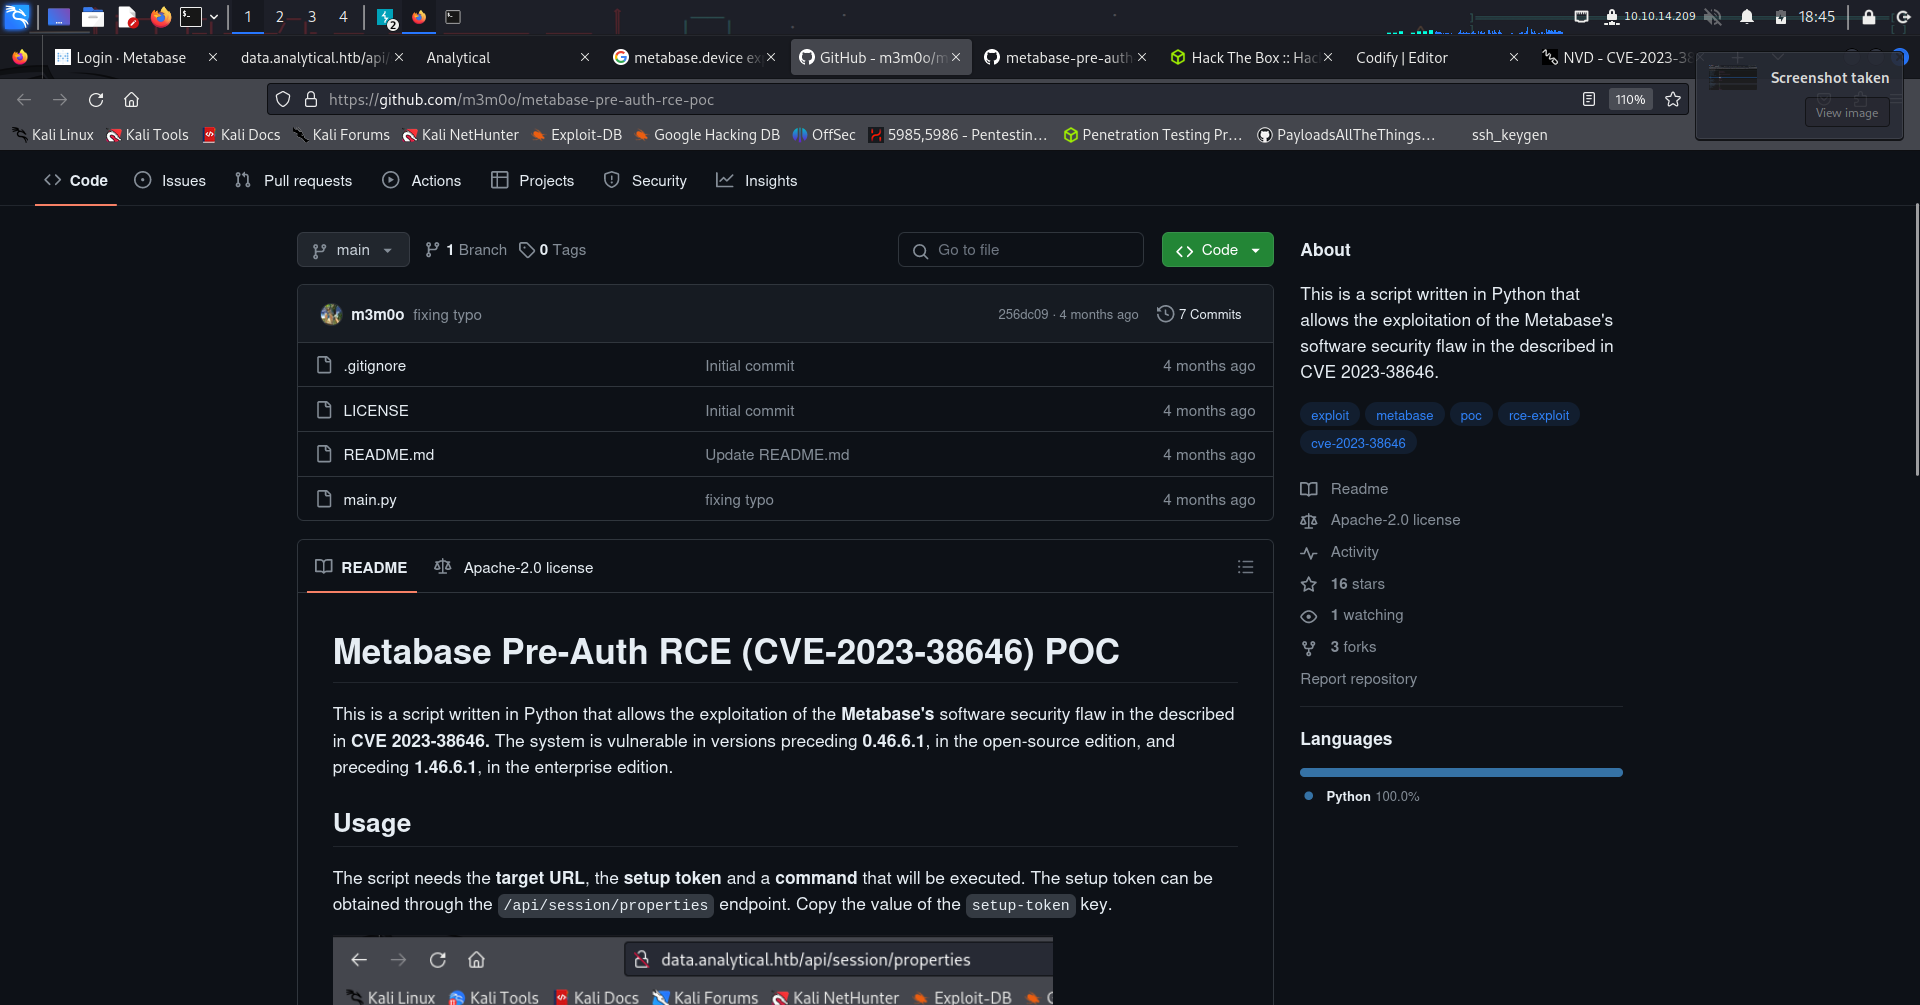 1 2 3 4 2 10.10.14.209 18:45
Login · Metabase data.analytical.htb/api/ Analytical metabase.device ex GitHub - m3m0o/m metabase-pre-auth Hack The Box :: Hac Codify | Editor NVD - CVE-2023-38
Screenshot taken
View image
https://github.com/m3m0o/metabase-pre-auth-rce-poc 110%
Kali Linux Kali Tools Kali Docs Kali Forums Kali NetHunter Exploit-DB Google Hacking DB OffSec 5985,5986 - Pentestin… Penetration Testing Pr… PayloadsAllTheThings… ssh_keygen
Code Issues Pull requests Actions Projects Security Insights
main 1 Branch 0 Tags Go to file Code
m3m0o fixing typo 256dc09 · 4 months ago 7 Commits
.gitignore Initial commit 4 months ago
LICENSE Initial commit 4 months ago
README.md Update README.md 4 months ago
main.py fixing typo 4 months ago
README Apache-2.0 license
Metabase Pre-Auth RCE (CVE-2023-38646) POC
This is a script written in Python that allows the exploitation of the Metabase's software security flaw in the described
in CVE 2023-38646. The system is vulnerable in versions preceding 0.46.6.1, in the open-source edition, and
preceding 1.46.6.1, in the enterprise edition.
Usage
The script needs the target URL, the setup token and a command that will be executed. The setup token can be
obtained through the /api/session/properties endpoint. Copy the value of the setup-token key.
data.analytical.htb/api/session/properties
Kali Linux Kali Tools Kali Docs Kali Forums Kali NetHunter Exploit-DB
About
This is a script written in Python that
allows the exploitation of the Metabase's
software security flaw in the described in
CVE 2023-38646.
exploit metabase poc rce-exploit
cve-2023-38646
Readme
Apache-2.0 license
Activity
16 stars
1 watching
3 forks
Report repository
Languages
Python 100.0%